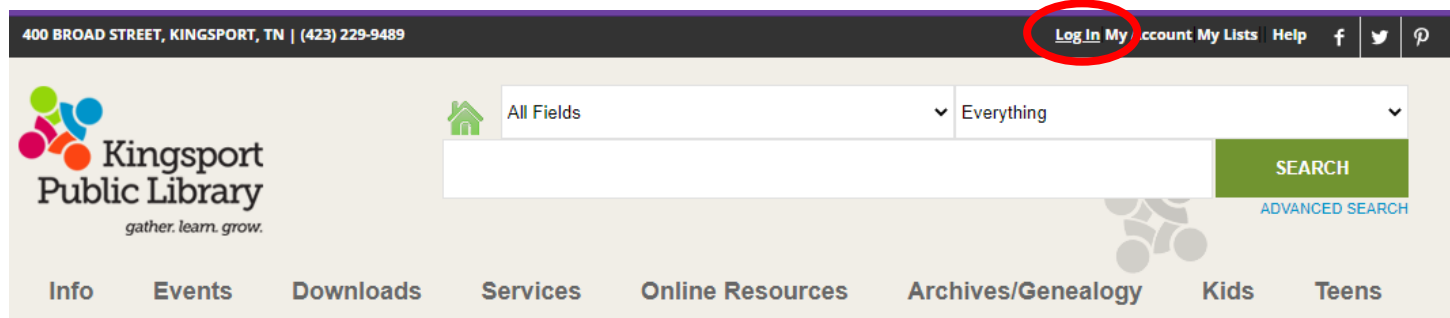 400 BROAD STREET, KINGSPORT, TN | (423) 229-9489
Log In My Account My Lists Help
All Fields Everything
Kingsport
Public Library
gather. learn. grow.
SEARCH
ADVANCED SEARCH
Info Events Downloads Services Online Resources Archives/Genealogy Kids Teens